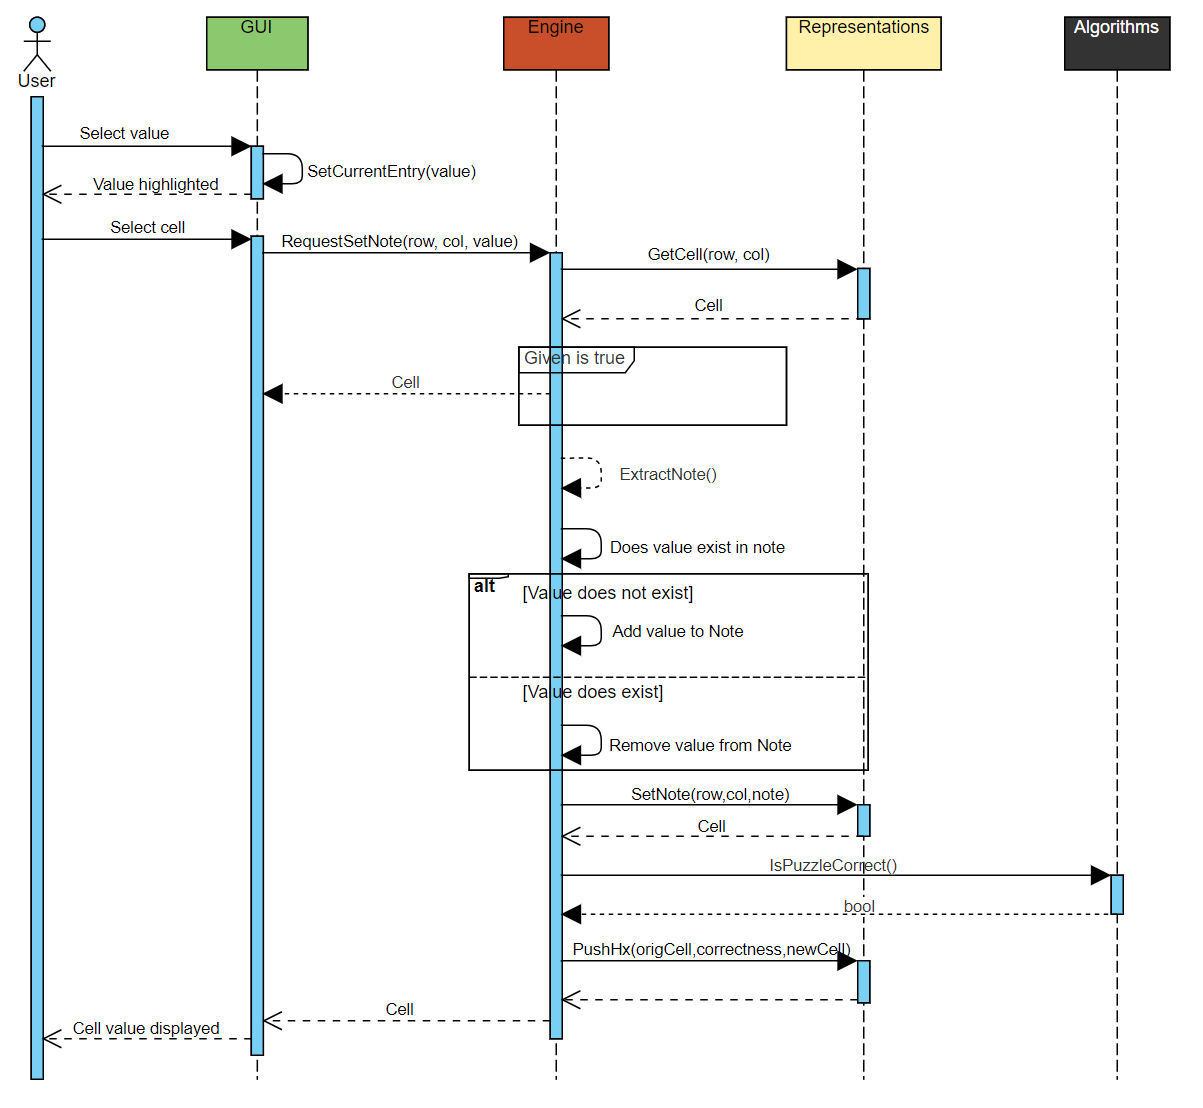 GUI
Engine
Representations
Algorithms
User
Select value
SetCurrentEntry(value)
Value highlighted
Select cell
RequestSetNote(row, col, value)
GetCell(row, col)
Cell
Given is true
Cell
ExtractNote()
Does value exist in note
alt
[Value does not exist]
Add value to Note
[Value does exist]
Remove value from Note
SetNote(row,col,note)
Cell
IsPuzzleCorrect()
bool
PushHx(origCell,correctness,newCell)
Cell
Cell value displayed